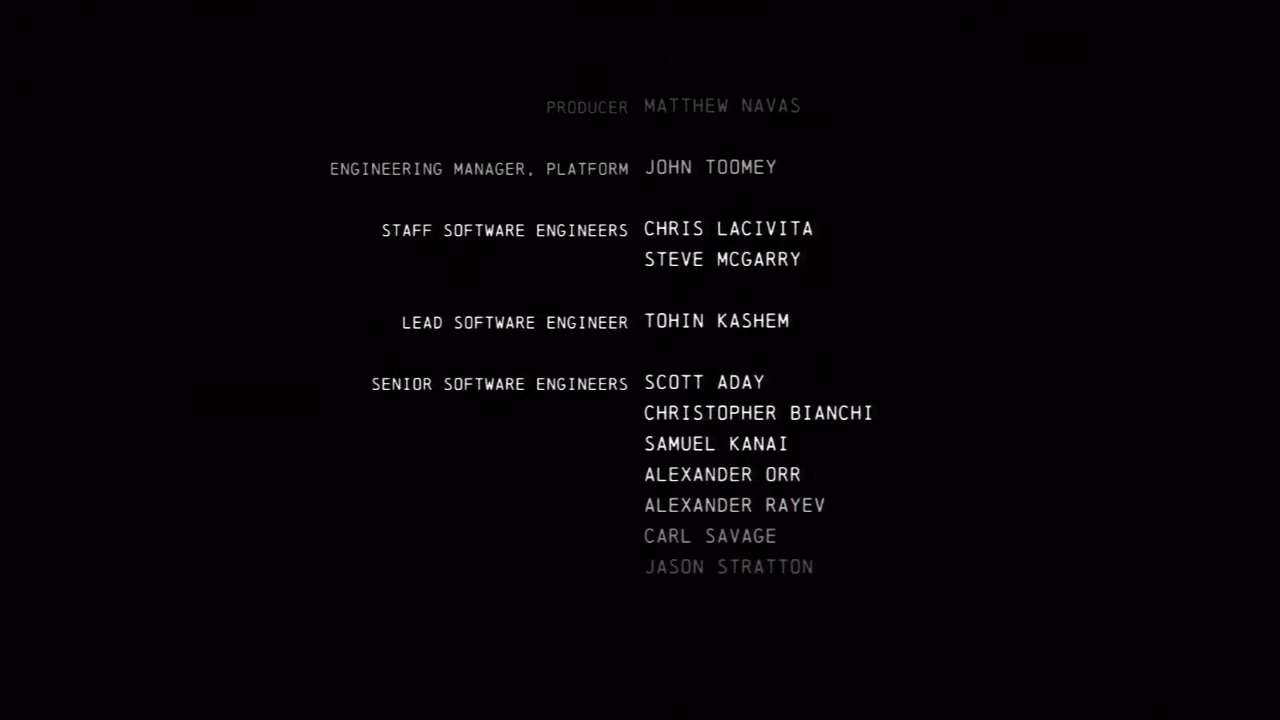 PRODUCER MATTHEW NAVAS
ENGINEERING MANAGER, PLATFORM JOHN TOOMEY
STAFF SOFTWARE ENGINEERS CHRIS LACIVITA
STEVE MCGARRY
LEAD SOFTWARE ENGINEER TOHIN KASHEM
SENIOR SOFTWARE ENGINEERS SCOTT ADAY
CHRISTOPHER BIANCHI
SAMUEL KANAI
ALEXANDER ORR
ALEXANDER RAYEV
CARL SAVAGE
JASON STRATTON